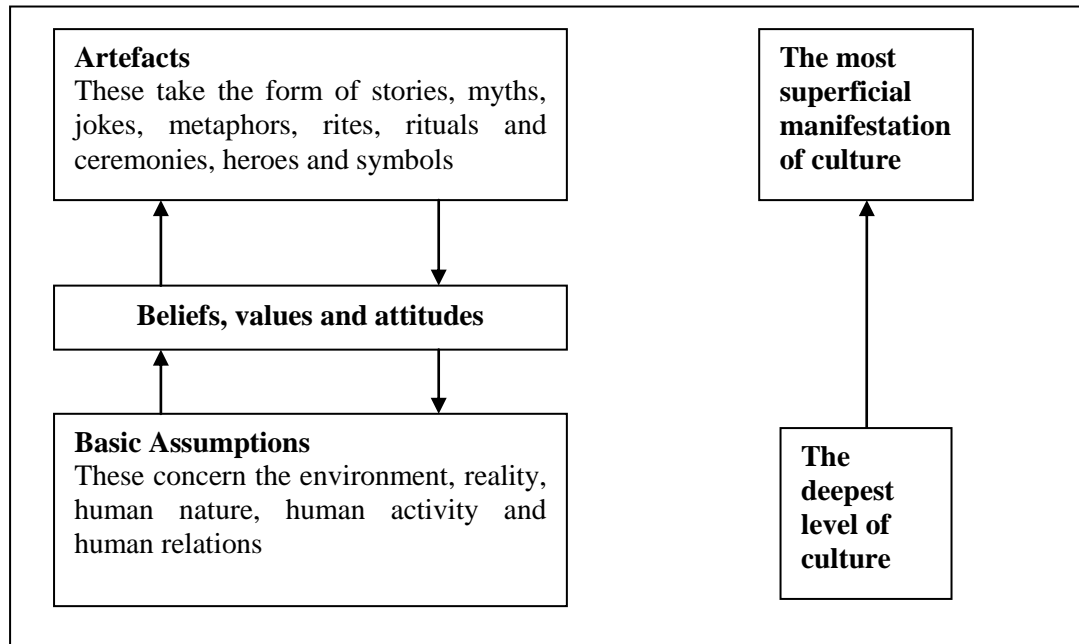 Artefacts
These take the form of stories, myths,
jokes, metaphors, rites, rituals and
ceremonies, heroes and symbols
The most
superficial
manifestation
of culture
Beliefs, values and attitudes
Basic Assumptions
These concern the environment, reality,
human nature, human activity and
human relations
The
deepest
level of
culture